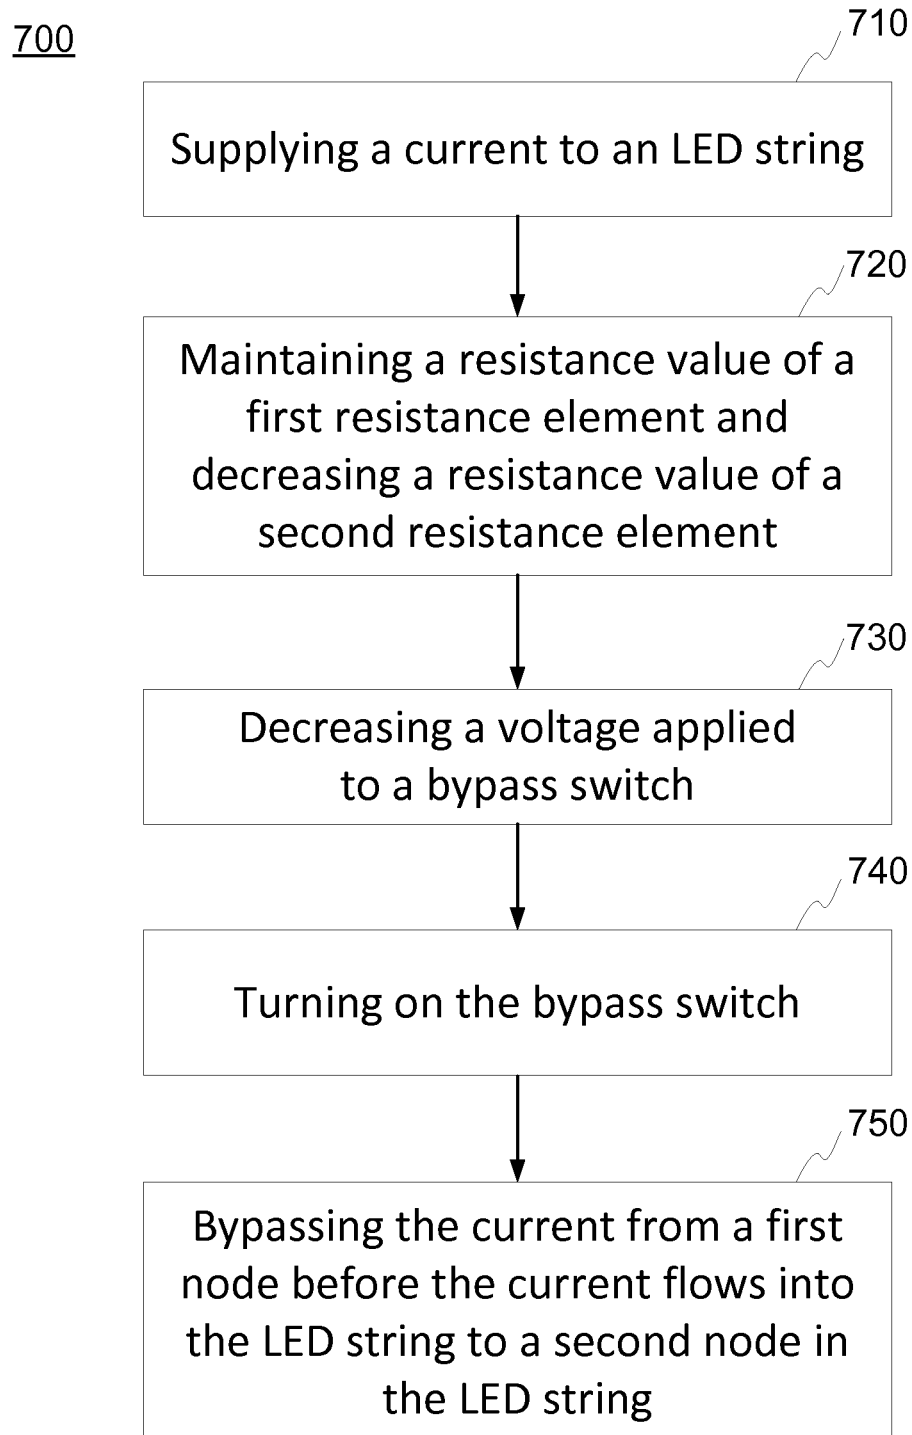 700
710
Supplying a current to an LED string
720
Maintaining a resistance value of a
first resistance element and
decreasing a resistance value of a
second resistance element
730
Decreasing a voltage applied
to a bypass switch
740
Turning on the bypass switch
750
Bypassing the current from a first
node before the current flows into
the LED string to a second node in
the LED string